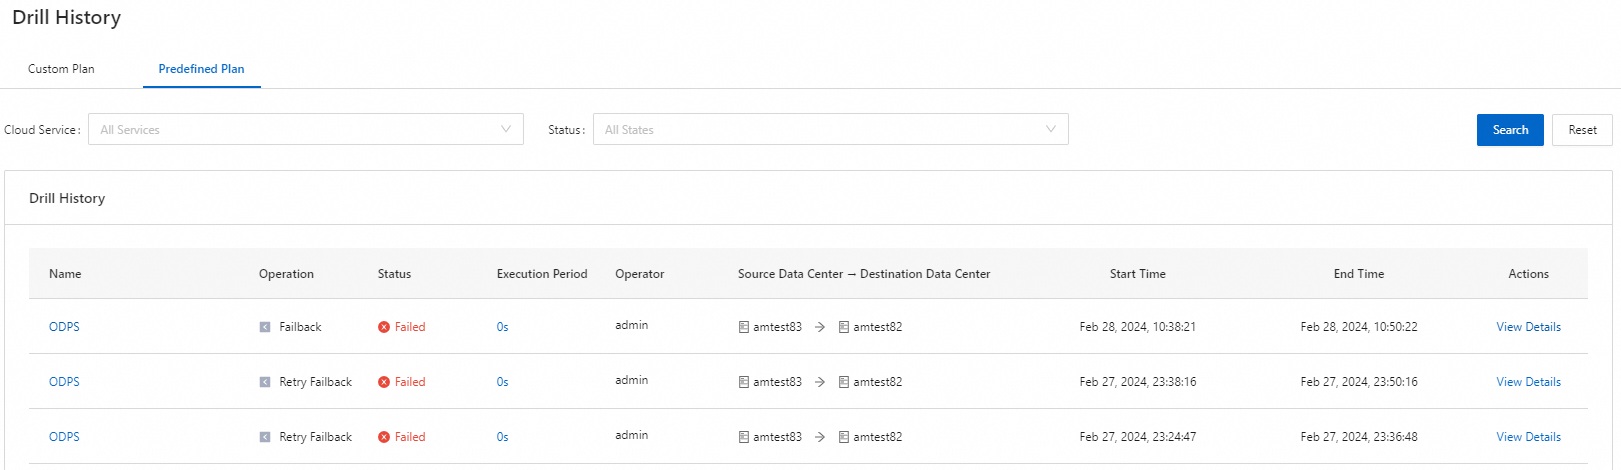 Drill History
Custom Plan Predefined Plan
Cloud Service: All Services Status: All States Search Reset
Drill History
Name Operation Status Execution Period Operator Source Data Center → Destination Data Center Start Time End Time Actions
ODPS Failback Failed 0s admin amtest83 → amtest82 Feb 28, 2024, 10:38:21 Feb 28, 2024, 10:50:22 View Details
ODPS Retry Failback Failed 0s admin amtest83 → amtest82 Feb 27, 2024, 23:38:16 Feb 27, 2024, 23:50:16 View Details
ODPS Retry Failback Failed 0s admin amtest83 → amtest82 Feb 27, 2024, 23:24:47 Feb 27, 2024, 23:36:48 View Details